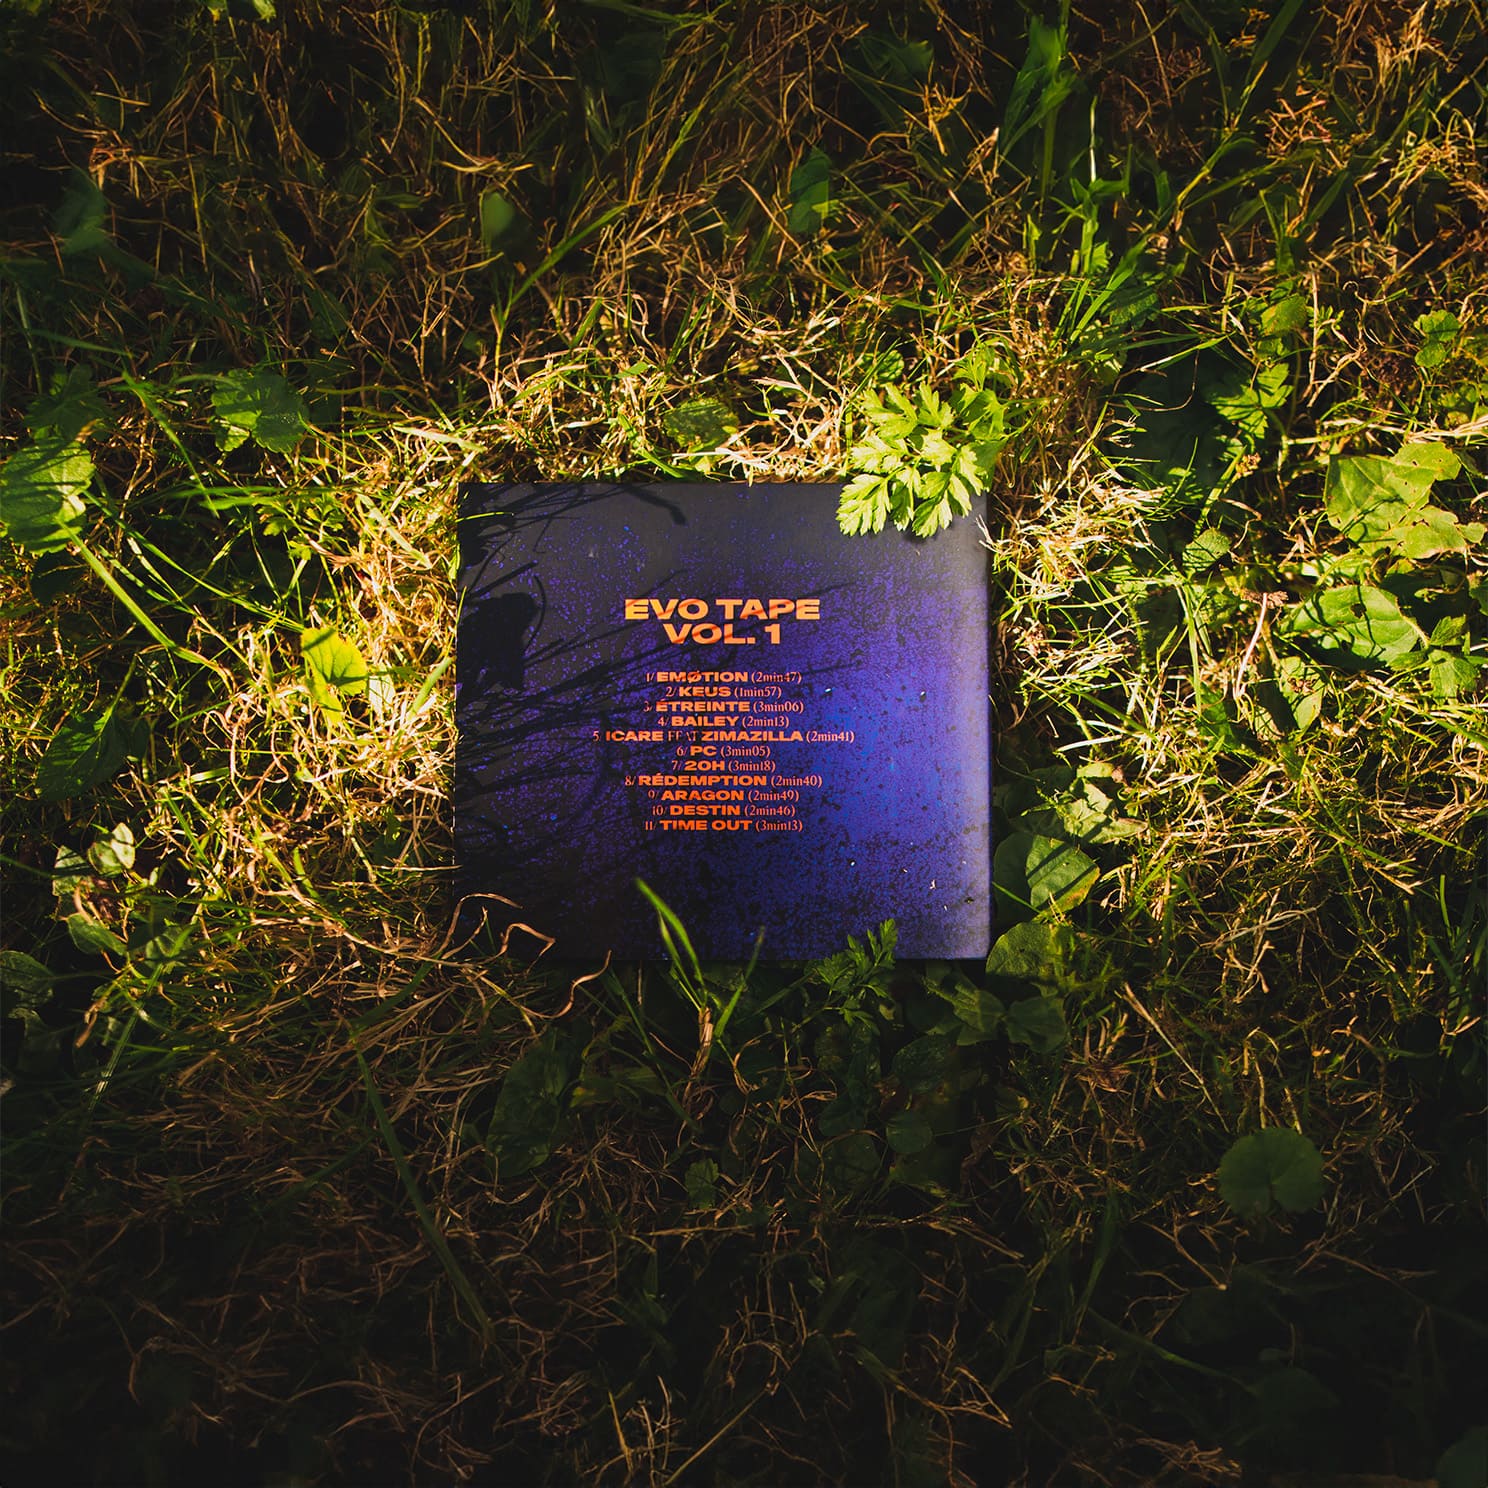 EVO TAPE
VOL. 1
1/ EMØTION (2min47)
2/ KEUS (1min57)
3/ ÉTREINTE (3min06)
4/ BAILEY (2min13)
5/ ICARE FEAT ZIMAZILLA (2min41)
6/ PC (3min05)
7/ 20H (3min18)
8/ RÉDEMPTION (2min40)
9/ ARAGON (2min49)
10/ DESTIN (2min46)
11/ TIME OUT (3min13)